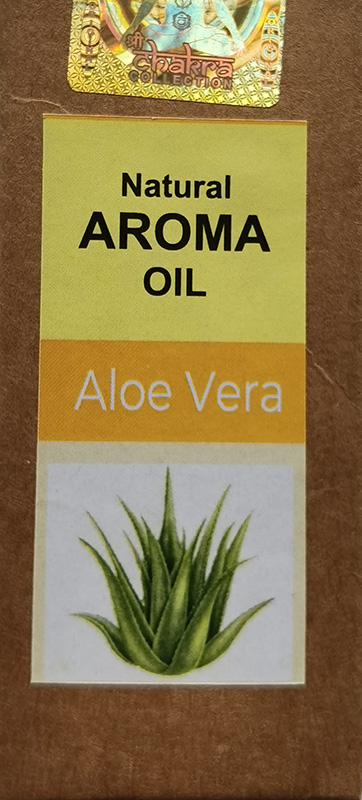 श्री
chakra
COLLECTION
Natural
AROMA
OIL
Aloe Vera